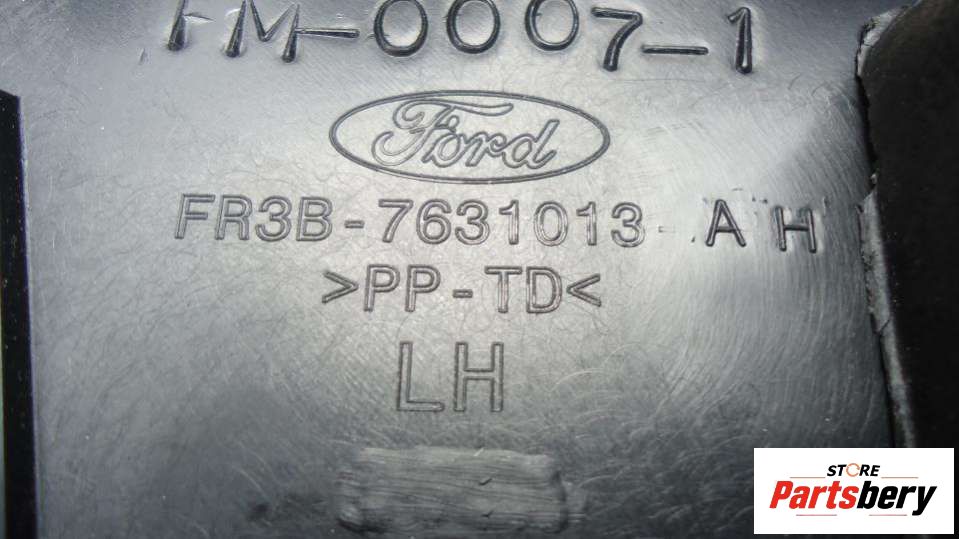 FM-0007-1
Ford
FR3B-7631013-AH
>PP-TD<
LH
STORE
Partsbery